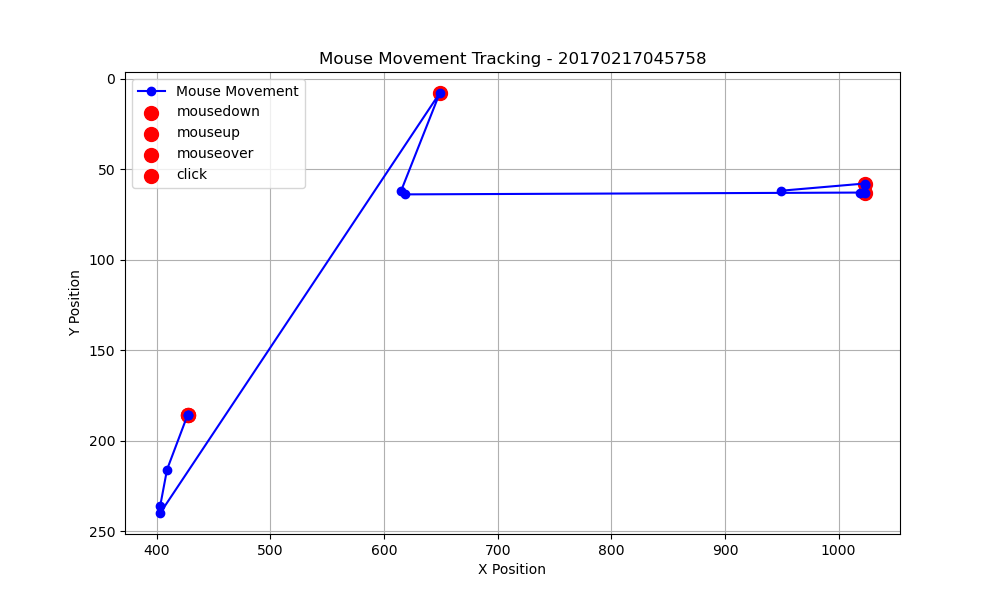 Mouse Movement Tracking - 20170217045758
Mouse Movement
mousedown
mouseup
mouseover
click
0
50
100
150
200
250
Y Position
400
500
600
700
800
900
1000
X Position